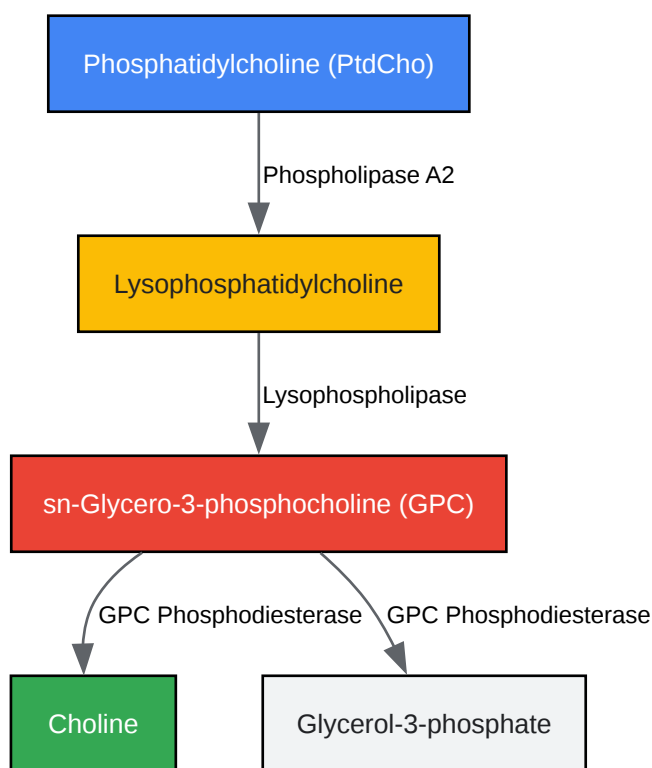 Phosphatidylcholine (PtdCho)
Phospholipase A2
Lysophosphatidylcholine
Lysophospholipase
sn-Glycero-3-phosphocholine (GPC)
GPC Phosphodiesterase
GPC Phosphodiesterase
Choline
Glycerol-3-phosphate